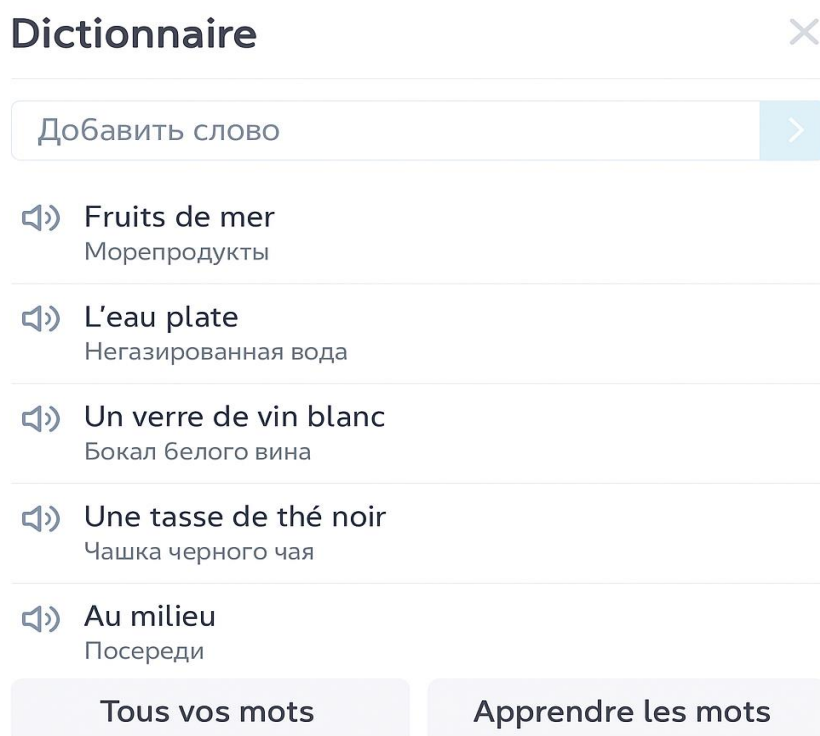 Dictionnaire
Добавить слово
Fruits de mer
Морепродукты
L'eau plate
Негазированная вода
Un verre de vin blanc
Бокал белого вина
Une tasse de thé noir
Чашка черного чая
Au milieu
Посереди
Tous vos mots
Apprendre les mots